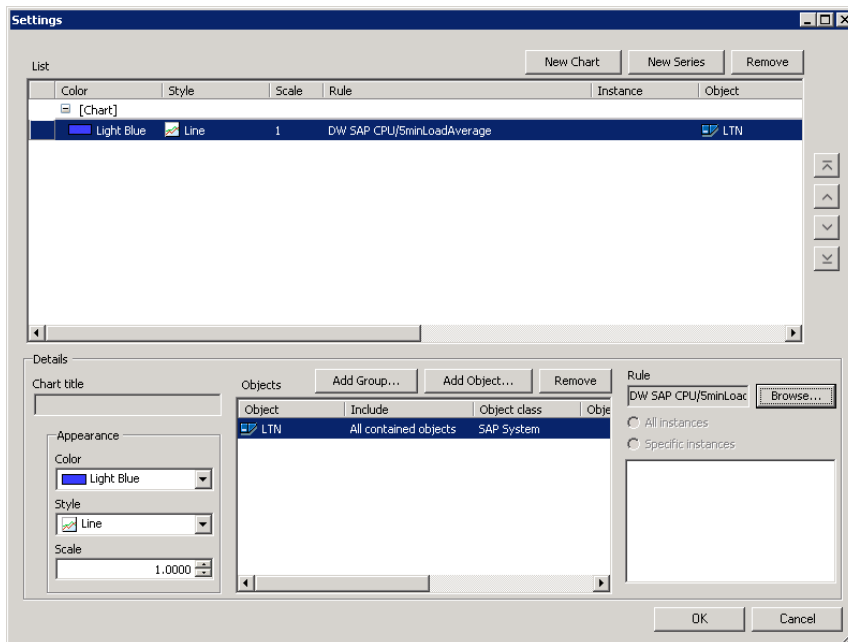 Settings
List
New Chart New Series Remove
Color Style Scale Rule Instance Object
[Chart]
Light Blue Line 1 DW SAP CPU/5minLoadAverage LTN
Details
Chart title
Objects Add Group... Add Object... Remove
Object Include Object class Obje
LTN All contained objects SAP System
Appearance
Color
Light Blue
Style
Line
Scale
1.0000
Rule
DW SAP CPU/5minLoac Browse...
All instances
Specific instances
OK Cancel